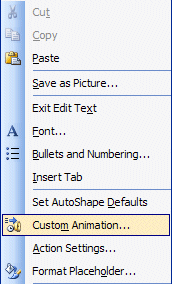 Cut
Copy
Paste
Save as Picture...
Exit Edit Text
Font...
Bullets and Numbering...
Insert Tab
Set AutoShape Defaults
Custom Animation...
Action Settings...
Format Placeholder...